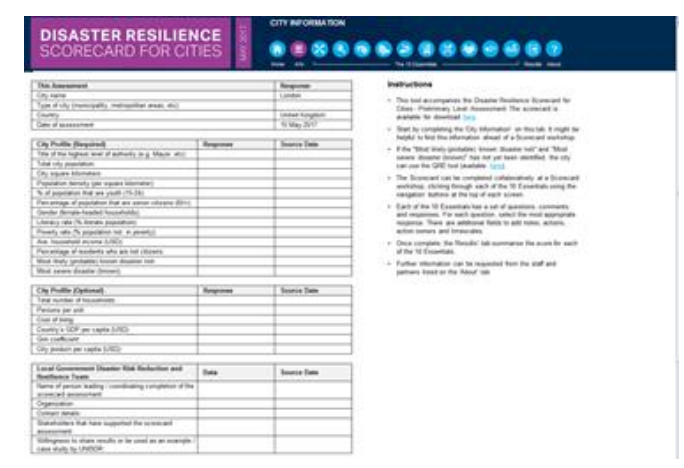 DISASTER RESILIENCE
SCORECARD FOR CITIES
MAY 2017
CITY INFORMATION
Home Info The 10 Essentials Results About
This Assessment Response
City name London
Type of city (municipality, metropolitan areas, etc)
Country United Kingdom
Date of assessment 10 May 2017
City Profile (Required) Response Source Date
Title of the highest level of authority (e.g. Mayor, etc)
Total city population
City square kilometers
Population density (per square kilometer)
% of population that are youth (15-24)
Percentage of population that are senior citizens (60+)
Gender (female-headed households)
Literacy rate (% literate population)
Poverty rate (% population not in poverty)
Ave. household income (USD)
Percentage of residents who are not citizens
Most likely (probable) known disaster risk
Most severe disaster (known)
City Profile (Optional) Response Source Date
Total number of households
Persons per unit
Cost of living
Country's GDP per capita (USD)
Gini coefficient
City product per capita (USD)
Local Government Disaster Risk Reduction and
Resilience Team Data Source Date
Name of person leading / coordinating completion of the
scorecard assessment
Organization
Contact details
Stakeholders that have supported the scorecard
assessment
Willingness to share results or be used as an example /
case study by UNISDR
Instructions
• This tool accompanies the Disaster Resilience Scorecard for
Cities - Preliminary Level Assessment. The scorecard is
available for download here
• Start by completing the 'City Information' on this tab. It might be
helpful to find this information ahead of a Scorecard workshop.
• If the "Most likely (probable) known disaster risk" and "Most
severe disaster (known)" has not yet been identified, the city
can use the QRE tool (available here)
• The Scorecard can be completed collaboratively at a Scorecard
workshop, clicking through each of the 10 Essentials using the
navigation buttons at the top of each screen.
• Each of the 10 Essentials has a set of questions, comments
and responses. For each question, select the most appropriate
response. There are additional fields to add notes, actions,
action owners and timescales.
• Once complete, the 'Results' tab summarises the score for each
of the 10 Essentials.
• Further information can be requested from the staff and
partners listed on the 'About' tab.